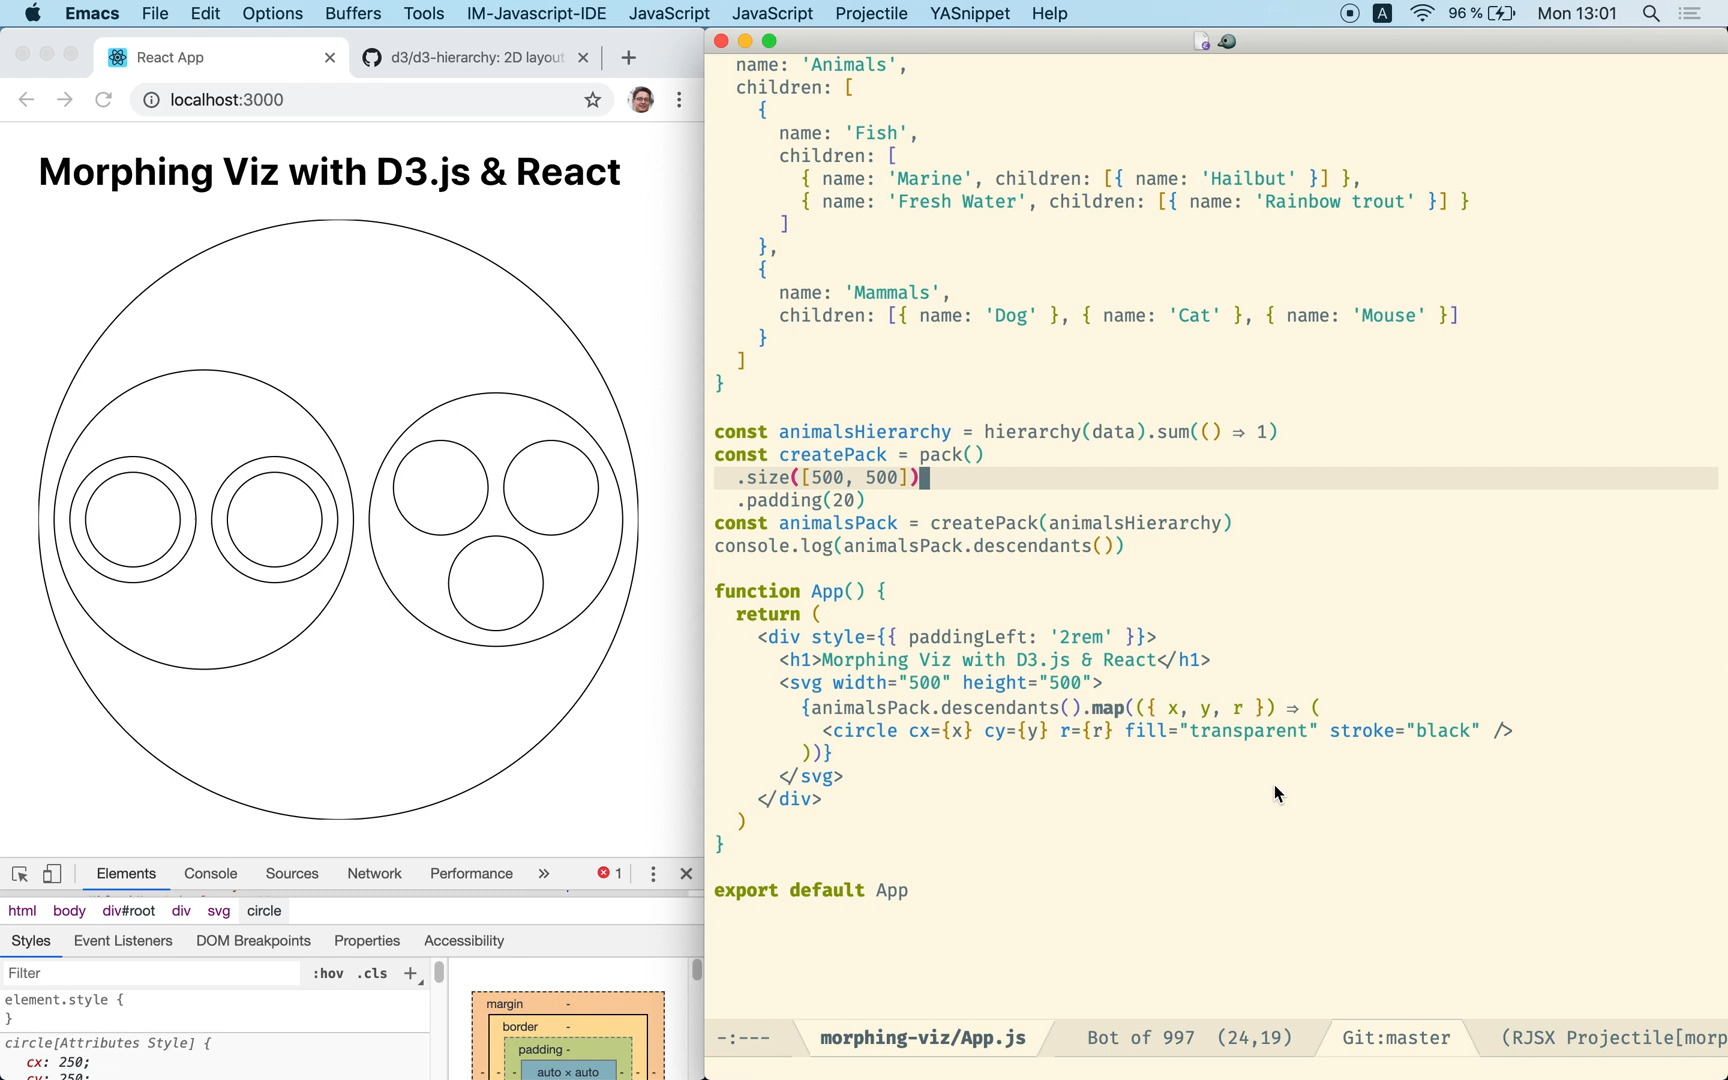 Emacs File Edit Options Buffers Tools IM-Javascript-IDE JavaScript JavaScript Projectile YASnippet Help A 96 % Mon 13:01
React App
d3/d3-hierarchy: 2D layout
localhost:3000
Morphing Viz with D3.js & React
Elements Console Sources Network Performance » 1
html body div#root div svg circle
Styles Event Listeners DOM Breakpoints Properties Accessibility
Filter :hov .cls +
element.style {
}
circle[Attributes Style] {
cx: 250;
cy: 250;
margin -
border -
padding -
- - - auto × auto - - -
name: 'Animals',
children: [
{
name: 'Fish',
children: [
{ name: 'Marine', children: [{ name: 'Hailbut' }] },
{ name: 'Fresh Water', children: [{ name: 'Rainbow trout' }] }
]
},
{
name: 'Mammals',
children: [{ name: 'Dog' }, { name: 'Cat' }, { name: 'Mouse' }]
}
]
}
const animalsHierarchy = hierarchy(data).sum(() ⇒ 1)
const createPack = pack()
.size([500, 500])
.padding(20)
const animalsPack = createPack(animalsHierarchy)
console.log(animalsPack.descendants())
function App() {
return (
<div style={{ paddingLeft: '2rem' }}>
<h1>Morphing Viz with D3.js & React</h1>
<svg width="500" height="500">
{animalsPack.descendants().map(({ x, y, r }) ⇒ (
<circle cx={x} cy={y} r={r} fill="transparent" stroke="black" />
))}
</svg>
</div>
)
}
export default App
-:--- morphing-viz/App.js Bot of 997 (24,19) Git:master (RJSX Projectile[morp